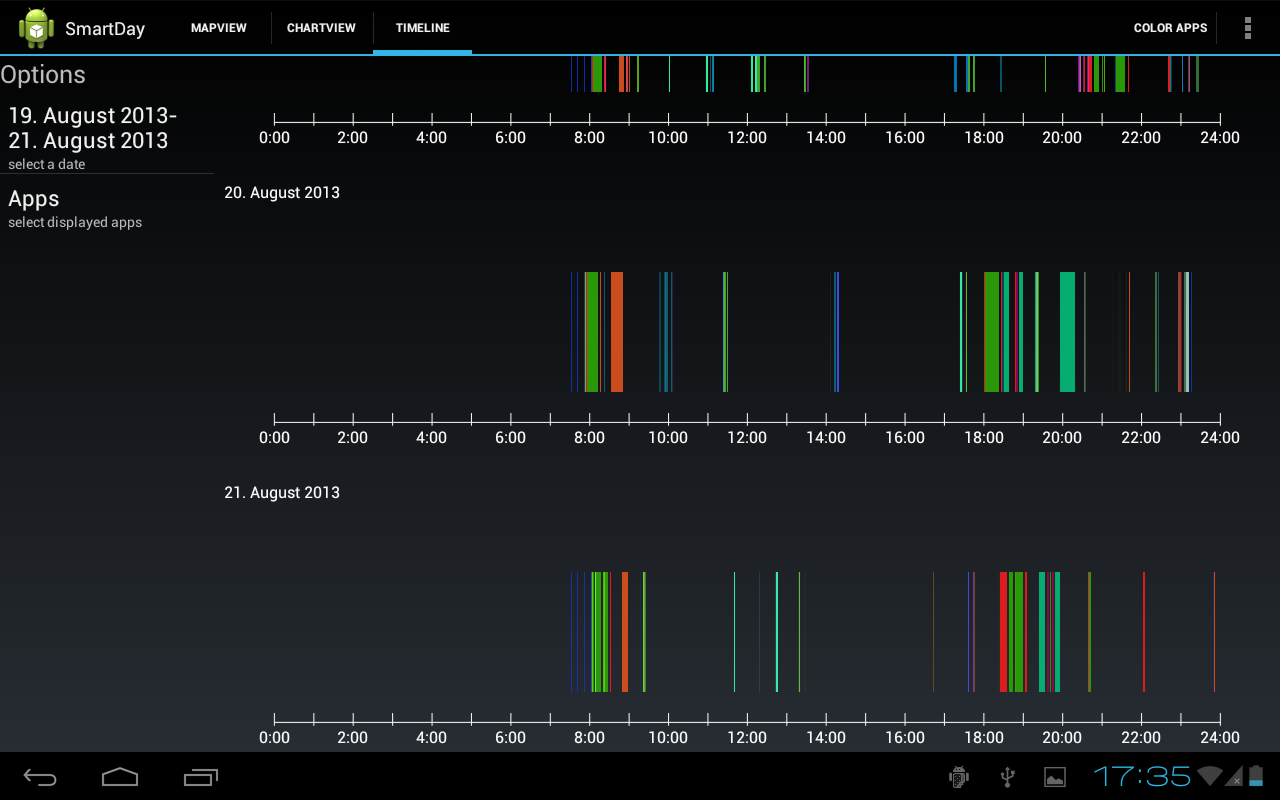 SmartDay MAPVIEW CHARTVIEW TIMELINE COLOR APPS
Options
19. August 2013-
21. August 2013
select a date
Apps
select displayed apps
0:00 2:00 4:00 6:00 8:00 10:00 12:00 14:00 16:00 18:00 20:00 22:00 24:00
20. August 2013
0:00 2:00 4:00 6:00 8:00 10:00 12:00 14:00 16:00 18:00 20:00 22:00 24:00
21. August 2013
0:00 2:00 4:00 6:00 8:00 10:00 12:00 14:00 16:00 18:00 20:00 22:00 24:00
17:35